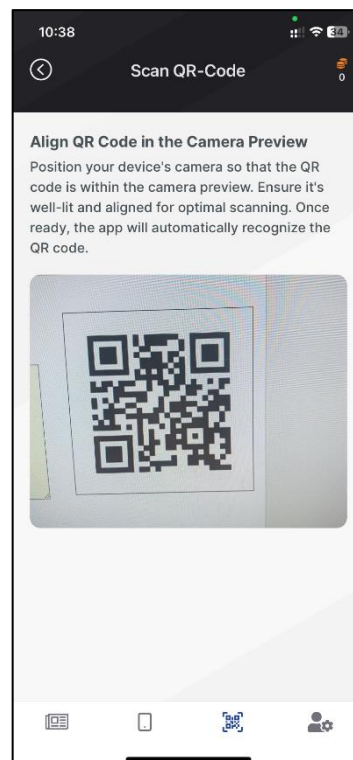 10:38
34
Scan QR-Code
0
Align QR Code in the Camera Preview
Position your device's camera so that the QR
code is within the camera preview. Ensure it's
well-lit and aligned for optimal scanning. Once
ready, the app will automatically recognize the
QR code.